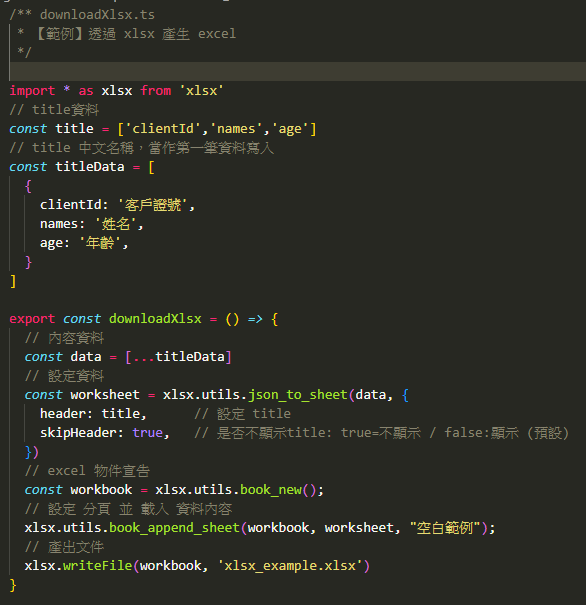 /** downloadXlsx.ts
 * 【範例】透過 xlsx 產生 excel
 */
import * as xlsx from 'xlsx'
// title資料
const title = ['clientId','names','age']
// title 中文名稱，當作第一筆資料寫入
const titleData = [
  {
    clientId: '客戶證號',
    names: '姓名',
    age: '年齡',
  }
]
export const downloadXlsx = () => {
  // 內容資料
  const data = [...titleData]
  // 設定資料
  const worksheet = xlsx.utils.json_to_sheet(data, {
    header: title,      // 設定 title
    skipHeader: true,   // 是否不顯示title: true=不顯示 / false:顯示 (預設)
  })
  // excel 物件宣告
  const workbook = xlsx.utils.book_new();
  // 設定 分頁 並 載入 資料內容
  xlsx.utils.book_append_sheet(workbook, worksheet, "空白範例");
  // 產出文件
  xlsx.writeFile(workbook, 'xlsx_example.xlsx')
}